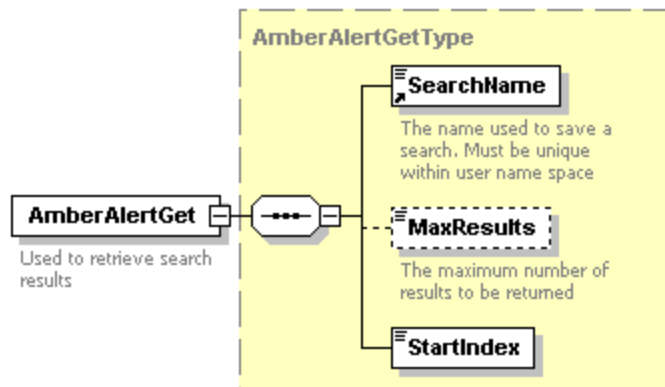 AmberAlertGetType
SearchName
The name used to save a
search. Must be unique
within user name space
AmberAlertGet
Used to retrieve search
results
MaxResults
The maximum number of
results to be returned
StartIndex